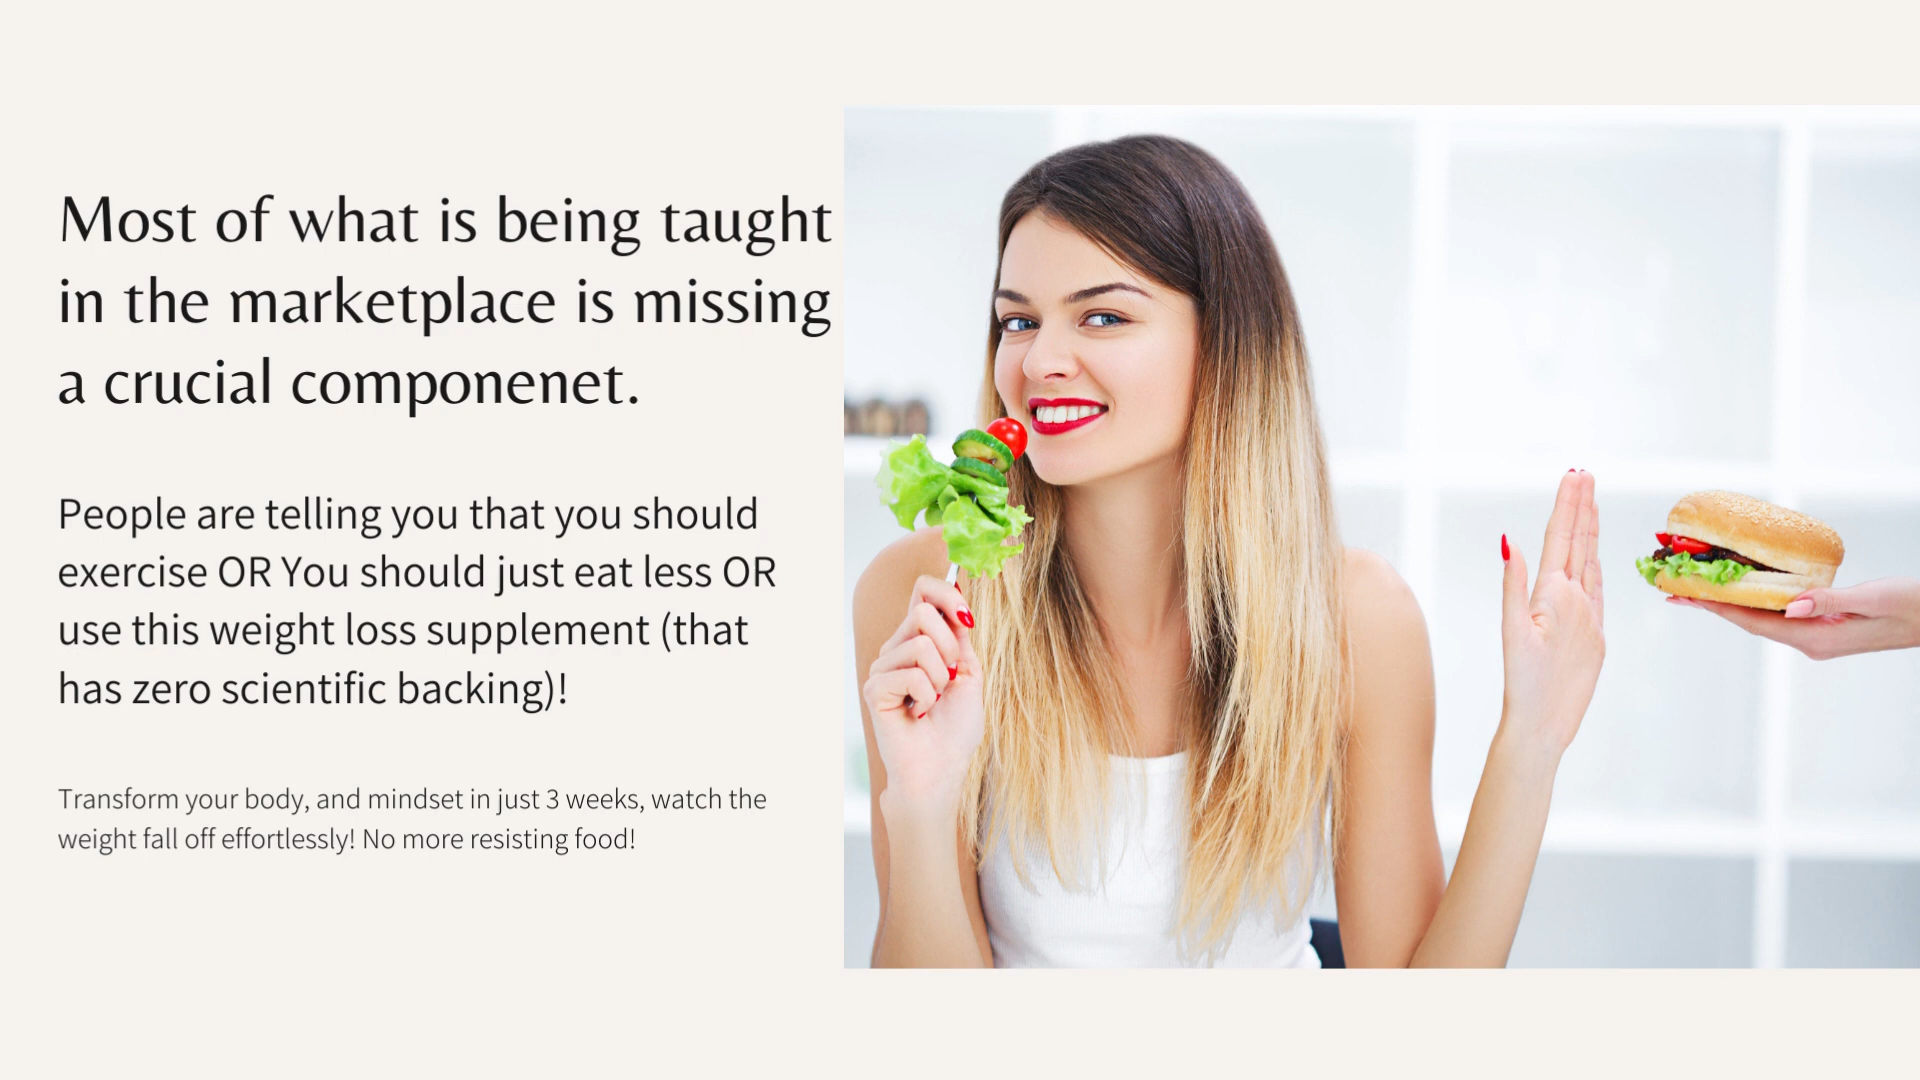 Most of what is being taught
in the marketplace is missing
a crucial componenet.
People are telling you that you should
exercise OR You should just eat less OR
use this weight loss supplement (that
has zero scientific backing)!
Transform your body, and mindset in just 3 weeks, watch the
weight fall off effortlessly! No more resisting food!